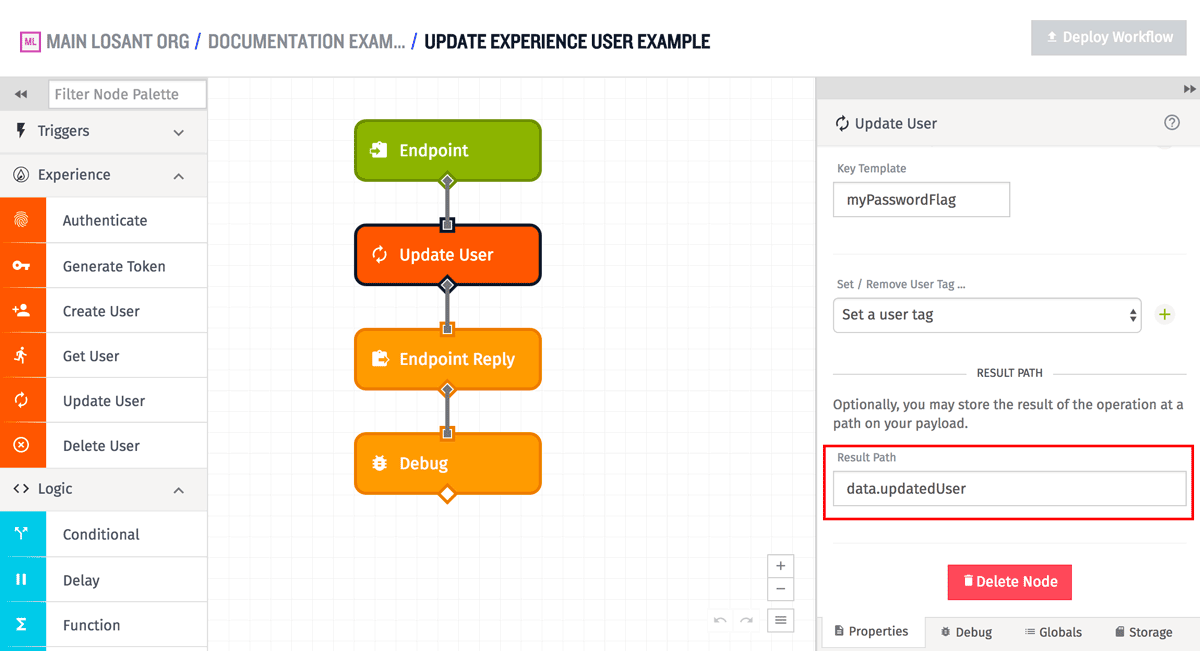 ML MAIN LOSANT ORG / DOCUMENTATION EXAM... / UPDATE EXPERIENCE USER EXAMPLE
Deploy Workflow
Filter Node Palette
Triggers
Experience
Authenticate
Generate Token
Create User
Get User
Update User
Delete User
Logic
Conditional
Delay
Function
Endpoint
Update User
Endpoint Reply
Debug
Update User
Key Template
myPasswordFlag
Set / Remove User Tag ...
Set a user tag
RESULT PATH
Optionally, you may store the result of the operation at a
path on your payload.
Result Path
data.updatedUser
Delete Node
Properties Debug Globals Storage